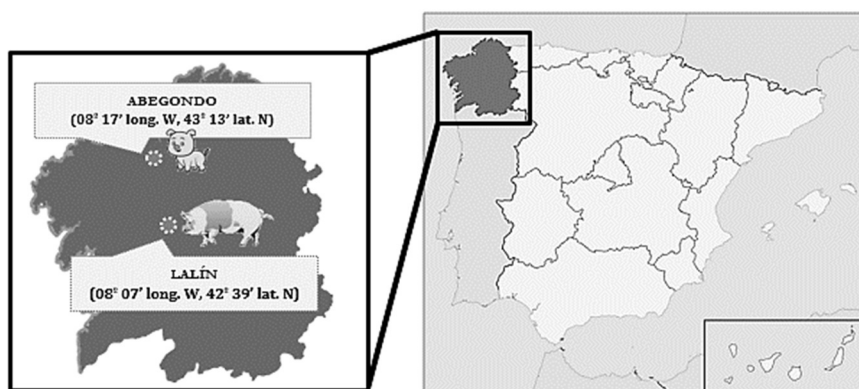 ABEGONDO
(08º 17’ long. W, 43º 13’ lat. N)
LALÍN
(08º 07’ long. W, 42º 39’ lat. N)